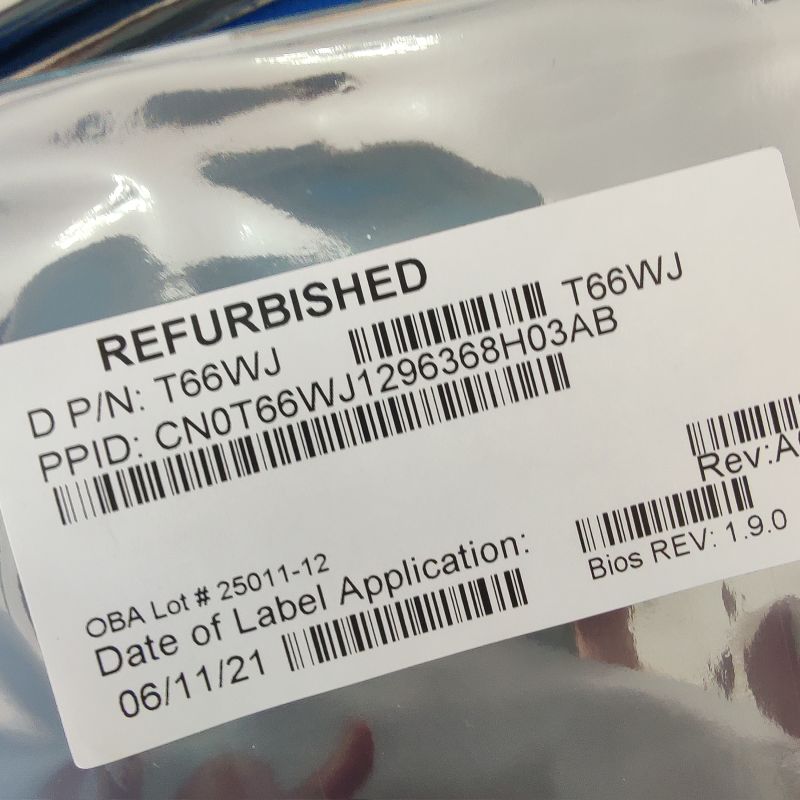 REFURBISHED
D P/N: T66WJ
T66WJ
PPID: CN0T66WJ1296368H03AB
Rev:A
OBA Lot # 25011-12
Bios REV: 1.9.0
Date of Label Application:
06/11/21